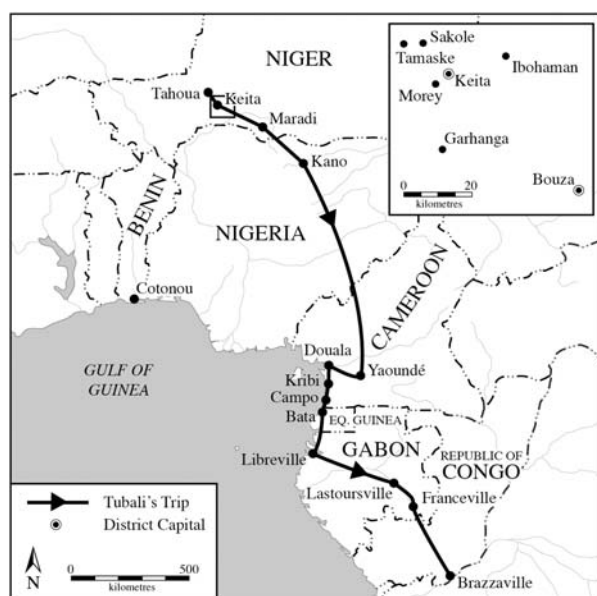 NIGER
Tahoua
Keita
Maradi
Kano
BENIN
NIGERIA
Cotonou
CAMEROON
GULF OF
GUINEA
Douala
Yaoundé
Kribi
Campo
Bata
EQ. GUINEA
Libreville
GABON
REPUBLIC OF
CONGO
Lastoursville
Franceville
Brazzaville
Sakole
Tamaske
Ibohaman
Keita
Morey
Garhanga
Bouza
0 20
kilometres
Tubali's Trip
District Capital
N
0 500
kilometres